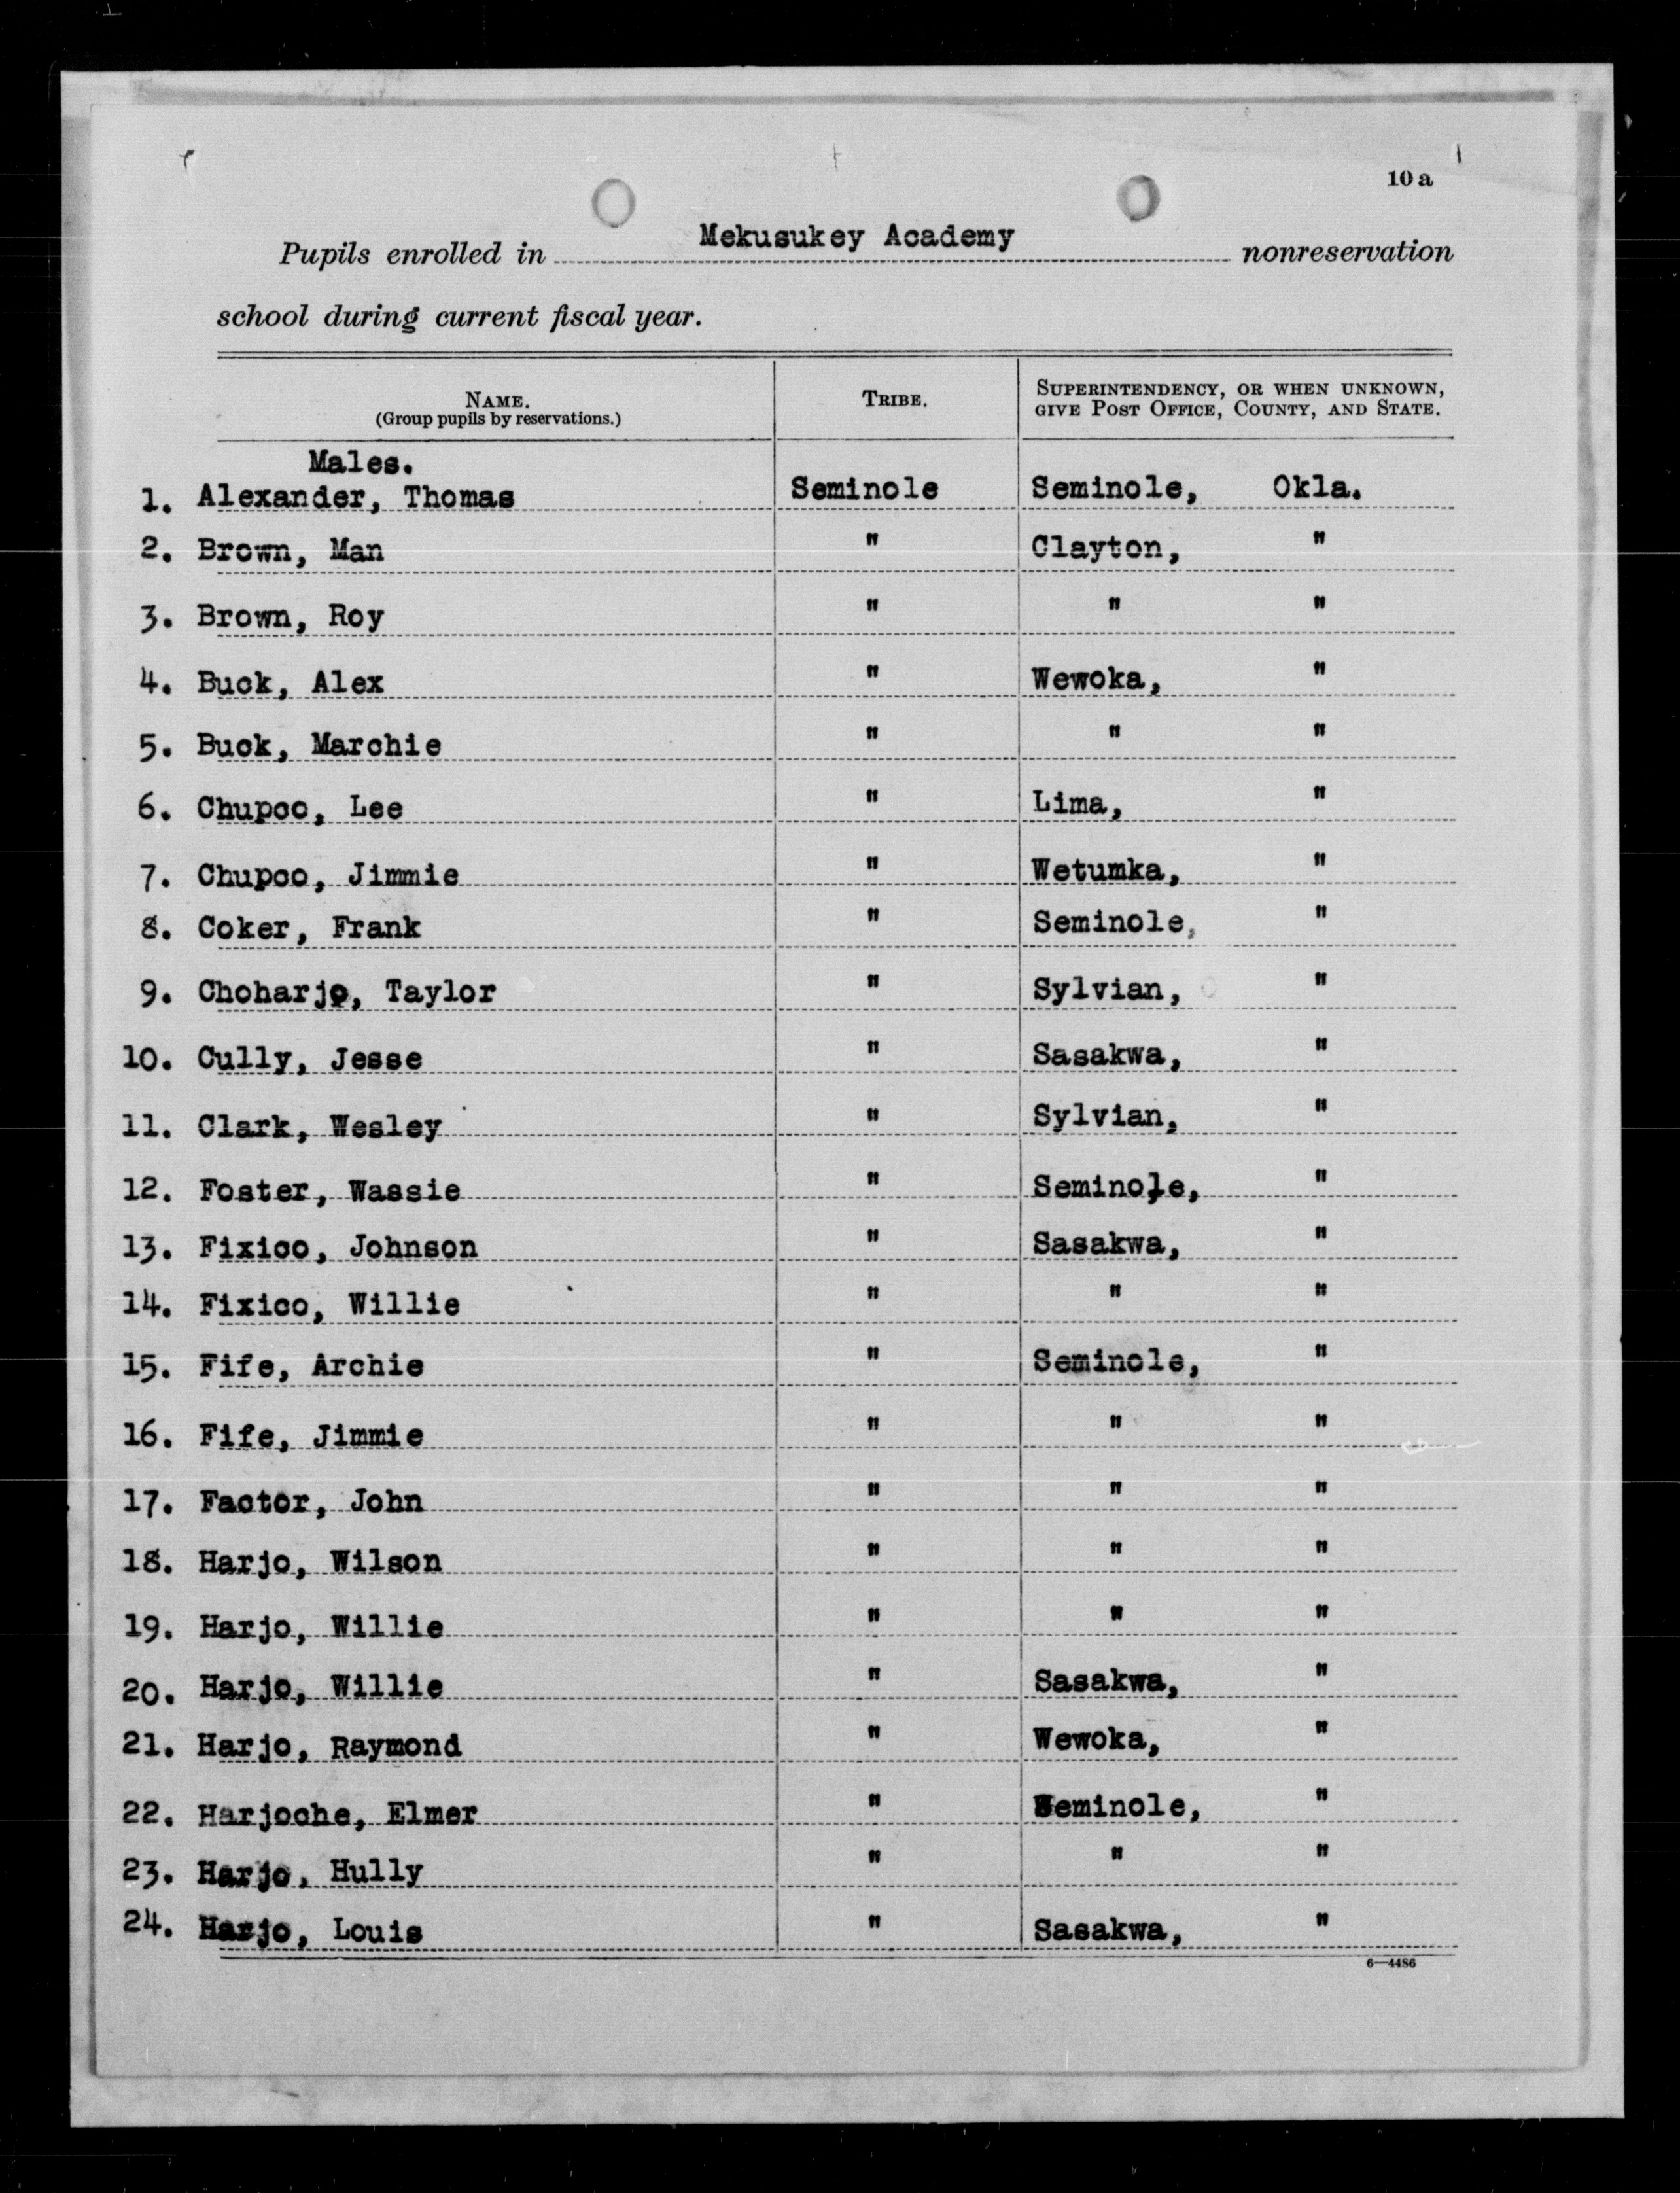 10 a
Pupils enrolled in Mekusukey Academy nonreservation
school during current fiscal year.
NAME. (Group pupils by reservations.) TRIBE. SUPERINTENDENCY, OR WHEN UNKNOWN, GIVE POST OFFICE, COUNTY, AND STATE.
Males.
1. Alexander, Thomas Seminole Seminole, Okla.
2. Brown, Man " Clayton, "
3. Brown, Roy " " "
4. Buck, Alex " Wewoka, "
5. Buck, Marchie " " "
6. Chupco, Lee " Lima, "
7. Chupco, Jimmie " Wetumka, "
8. Coker, Frank " Seminole, "
9. Choharjo, Taylor " Sylvian, "
10. Cully, Jesse " Sasakwa, "
11. Clark, Wesley " Sylvian, "
12. Foster, Wassie " Seminole, "
13. Fixico, Johnson " Sasakwa, "
14. Fixico, Willie " " "
15. Fife, Archie " Seminole, "
16. Fife, Jimmie " " "
17. Factor, John " " "
18. Harjo, Wilson " " "
19. Harjo, Willie " " "
20. Harjo, Willie " Sasakwa, "
21. Harjo, Raymond " Wewoka, "
22. Harjoche, Elmer " Seminole, "
23. Harjo, Hully " " "
24. Harjo, Louis " Sasakwa, "
6—4486